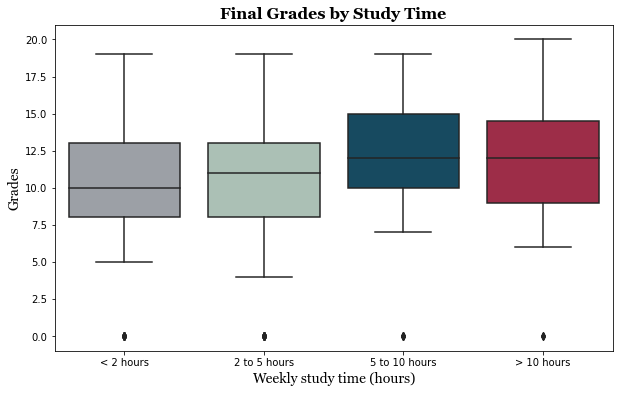 Final Grades by Study Time
Grades
20.0
17.5
15.0
12.5
10.0
7.5
5.0
2.5
0.0
< 2 hours
2 to 5 hours
5 to 10 hours
> 10 hours
Weekly study time (hours)